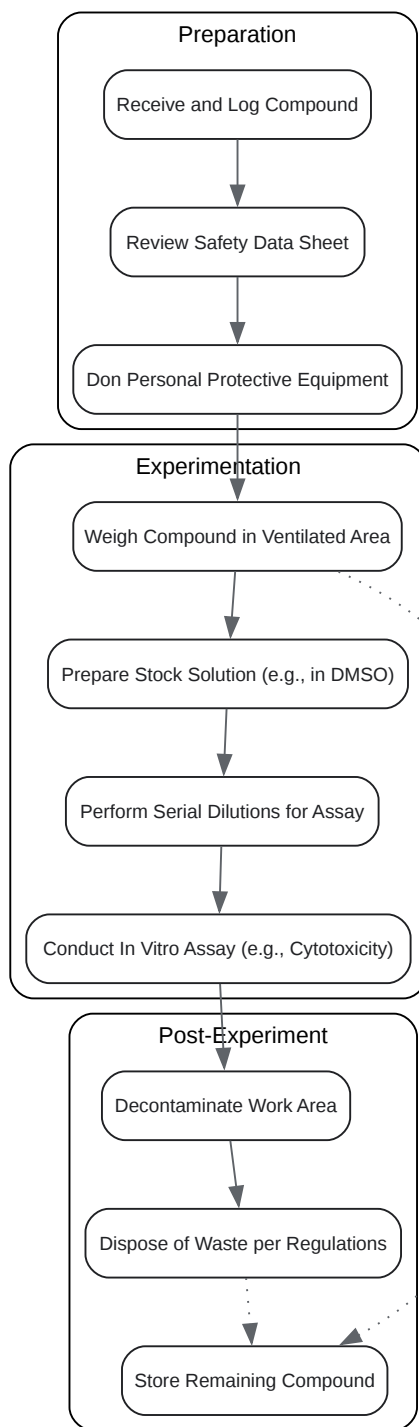 Preparation
Receive and Log Compound
Review Safety Data Sheet
Don Personal Protective Equipment
Experimentation
Weigh Compound in Ventilated Area
Prepare Stock Solution (e.g., in DMSO)
Perform Serial Dilutions for Assay
Conduct In Vitro Assay (e.g., Cytotoxicity)
Post-Experiment
Decontaminate Work Area
Dispose of Waste per Regulations
Store Remaining Compound